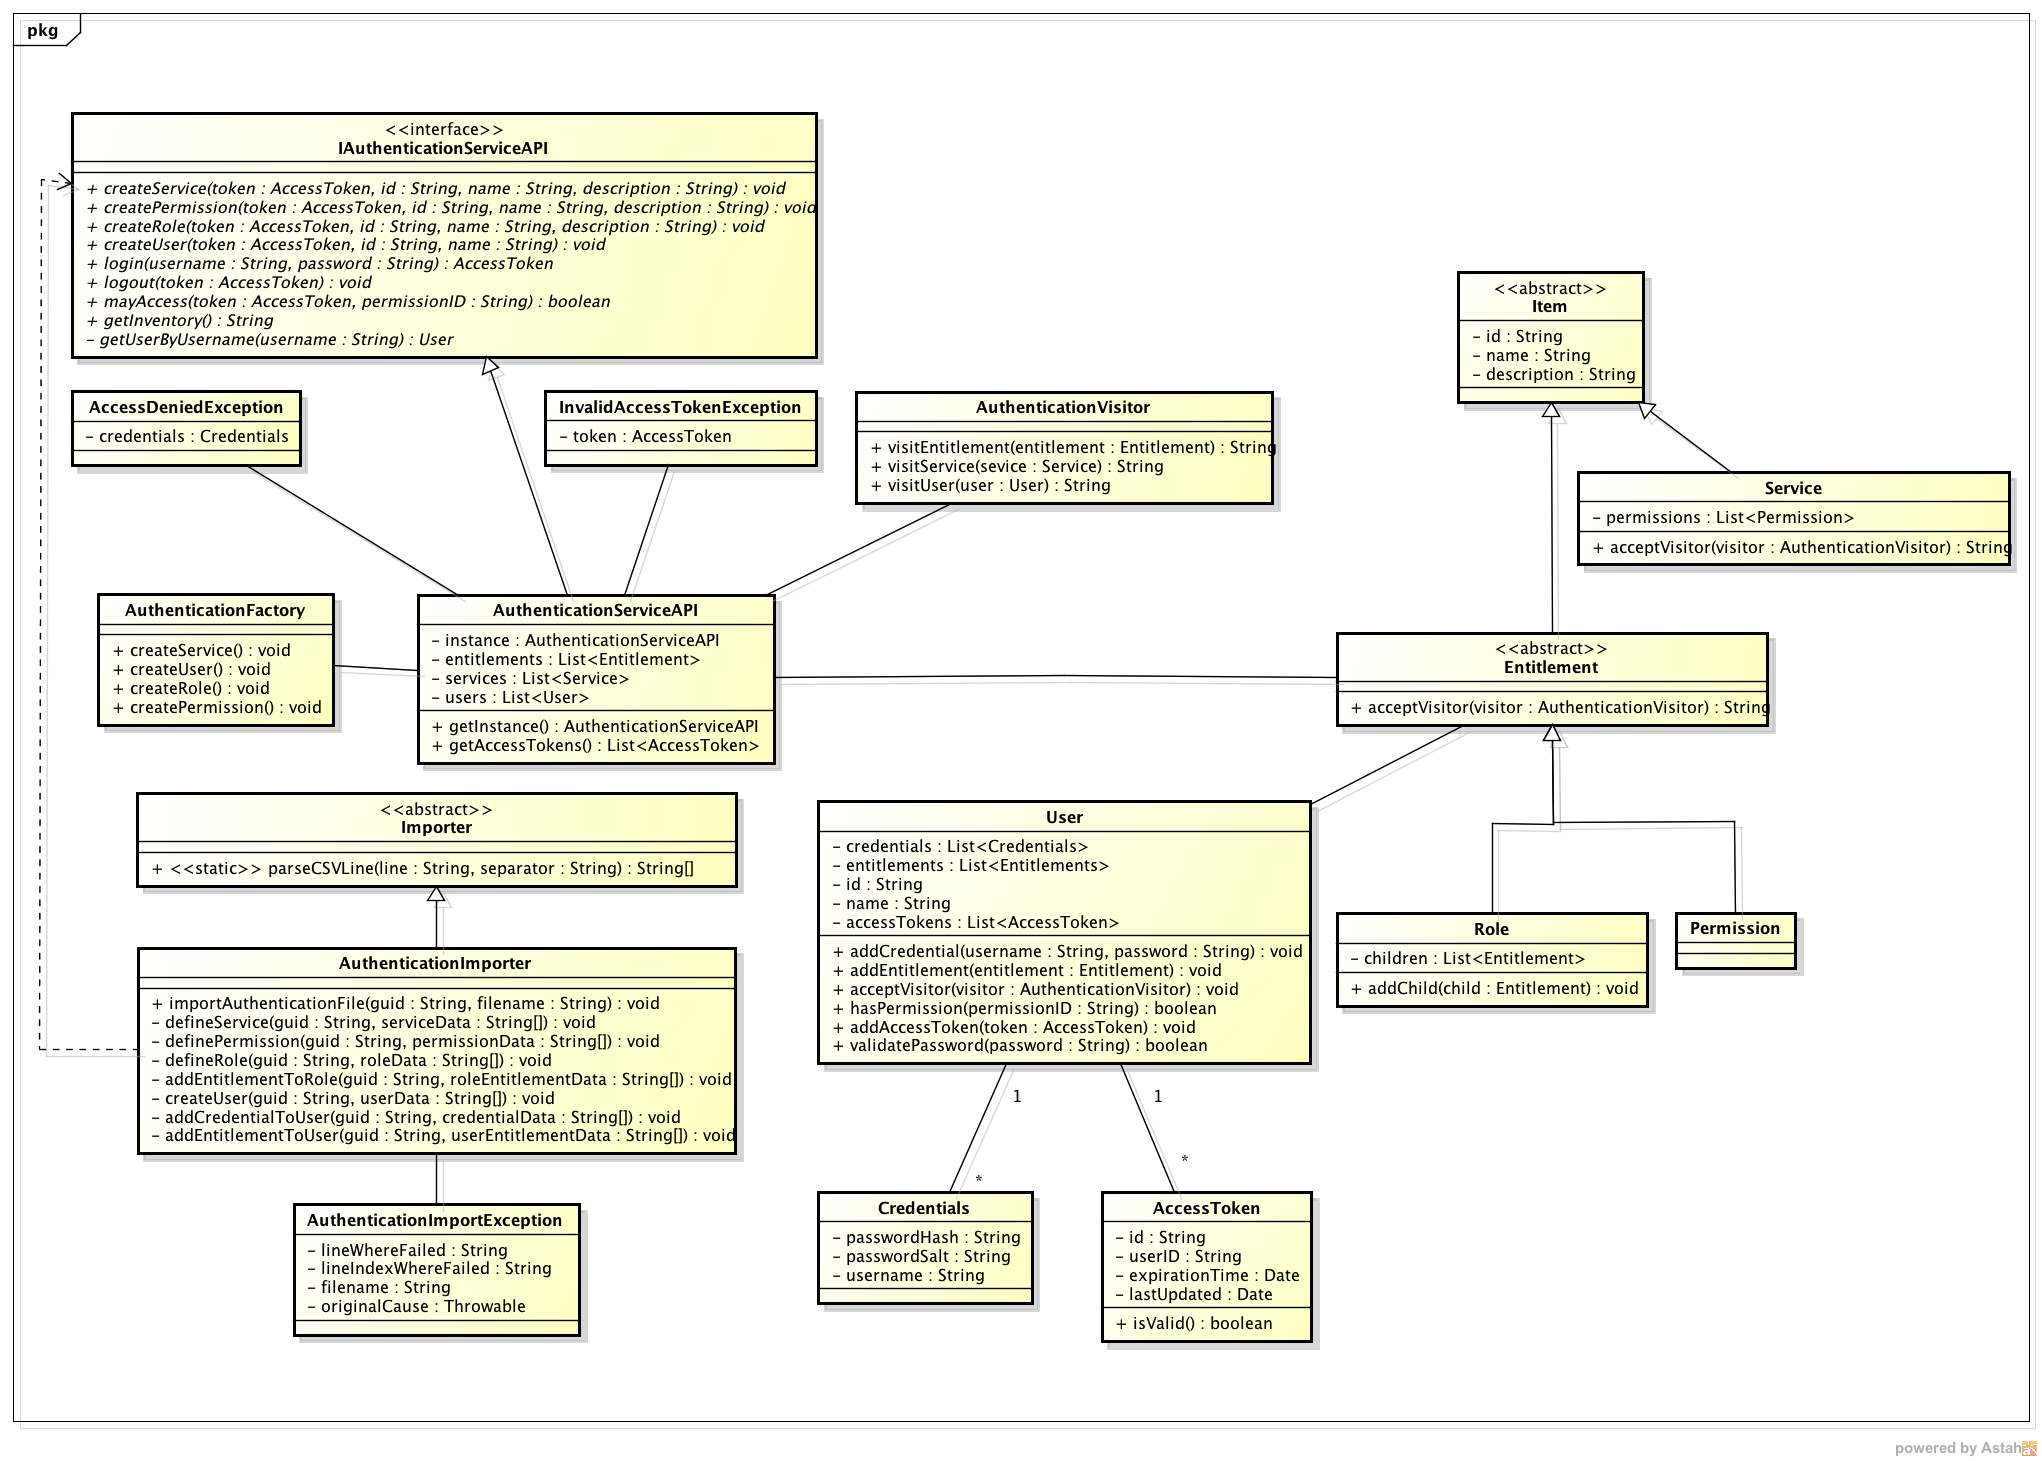 pkg
<<interface>>
IAuthenticationServiceAPI
+ createService(token : AccessToken, id : String, name : String, description : String) : void
+ createPermission(token : AccessToken, id : String, name : String, description : String) : void
+ createRole(token : AccessToken, id : String, name : String, description : String) : void
+ createUser(token : AccessToken, id : String, name : String) : void
+ login(username : String, password : String) : AccessToken
+ logout(token : AccessToken) : void
+ mayAccess(token : AccessToken, permissionID : String) : boolean
+ getInventory() : String
- getUserByUsername(username : String) : User
<<abstract>>
Item
- id : String
- name : String
- description : String
AccessDeniedException
- credentials : Credentials
InvalidAccessTokenException
- token : AccessToken
AuthenticationVisitor
+ visitEntitlement(entitlement : Entitlement) : String
+ visitService(sevice : Service) : String
+ visitUser(user : User) : String
Service
- permissions : List<Permission>
+ acceptVisitor(visitor : AuthenticationVisitor) : String
AuthenticationFactory
+ createService() : void
+ createUser() : void
+ createRole() : void
+ createPermission() : void
AuthenticationServiceAPI
- instance : AuthenticationServiceAPI
- entitlements : List<Entitlement>
- services : List<Service>
- users : List<User>
+ getInstance() : AuthenticationServiceAPI
+ getAccessTokens() : List<AccessToken>
<<abstract>>
Entitlement
+ acceptVisitor(visitor : AuthenticationVisitor) : String
<<abstract>>
Importer
+ <<static>> parseCSVLine(line : String, separator : String) : String[]
User
- credentials : List<Credentials>
- entitlements : List<Entitlements>
- id : String
- name : String
- accessTokens : List<AccessToken>
+ addCredential(username : String, password : String) : void
+ addEntitlement(entitlement : Entitlement) : void
+ acceptVisitor(visitor : AuthenticationVisitor) : void
+ hasPermission(permissionID : String) : boolean
+ addAccessToken(token : AccessToken) : void
+ validatePassword(password : String) : boolean
Role
- children : List<Entitlement>
+ addChild(child : Entitlement) : void
Permission
AuthenticationImporter
+ importAuthenticationFile(guid : String, filename : String) : void
- defineService(guid : String, serviceData : String[]) : void
- definePermission(guid : String, permissionData : String[]) : void
- defineRole(guid : String, roleData : String[]) : void
- addEntitlementToRole(guid : String, roleEntitlementData : String[]) : void
- createUser(guid : String, userData : String[]) : void
- addCredentialToUser(guid : String, credentialData : String[]) : void
- addEntitlementToUser(guid : String, userEntitlementData : String[]) : void
1
1
*
*
AuthenticationImportException
- lineWhereFailed : String
- lineIndexWhereFailed : String
- filename : String
- originalCause : Throwable
Credentials
- passwordHash : String
- passwordSalt : String
- username : String
AccessToken
- id : String
- userID : String
- expirationTime : Date
- lastUpdated : Date
+ isValid() : boolean
powered by Astah